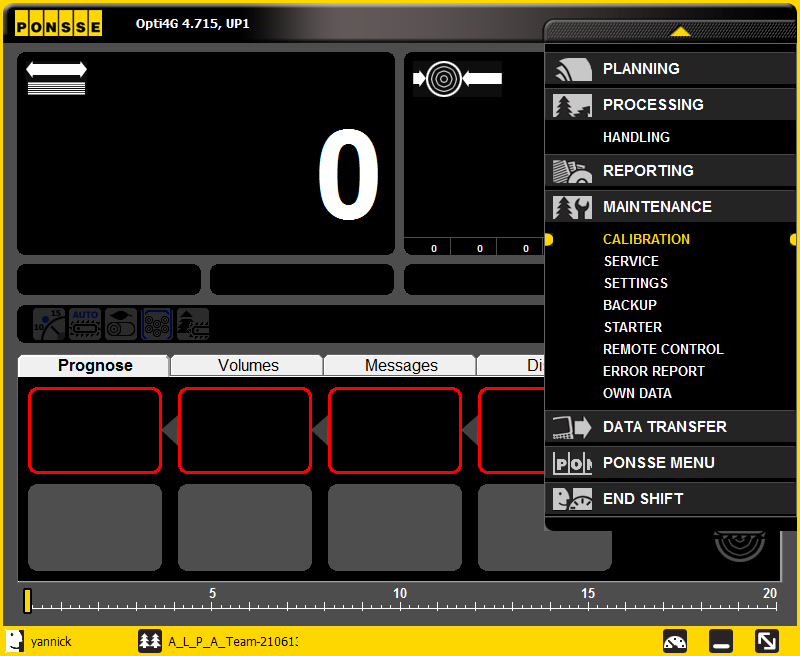 PONSSE
Opti4G 4.715, UP1
0
0 0 0
10 15
AUTO
PLANNING
PROCESSING
HANDLING
REPORTING
MAINTENANCE
CALIBRATION
SERVICE
SETTINGS
BACKUP
STARTER
REMOTE CONTROL
ERROR REPORT
OWN DATA
DATA TRANSFER
PONSSE MENU
END SHIFT
Prognose Volumes Messages
5 10 15 20
yannick A_L_P_A_Team-21061